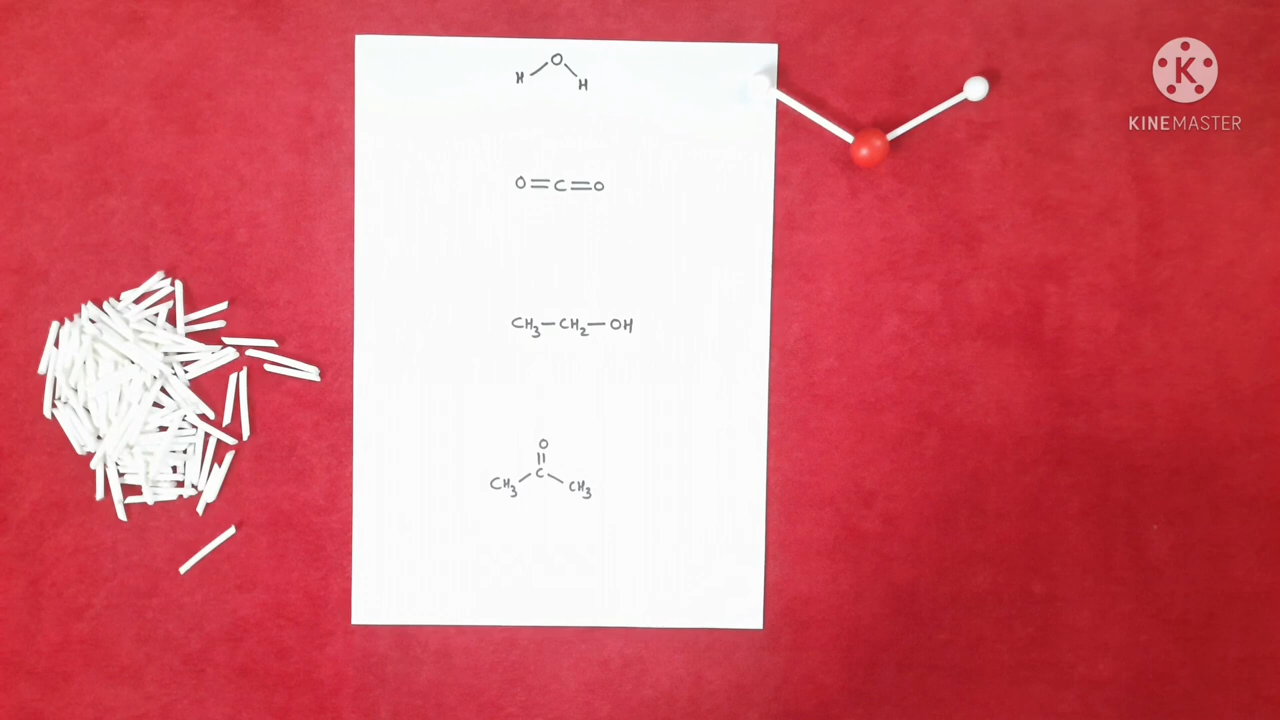 O
H H
K
KINEMASTER
O=C=O
CH₃—CH₂—OH
O
C
CH₃ CH₃